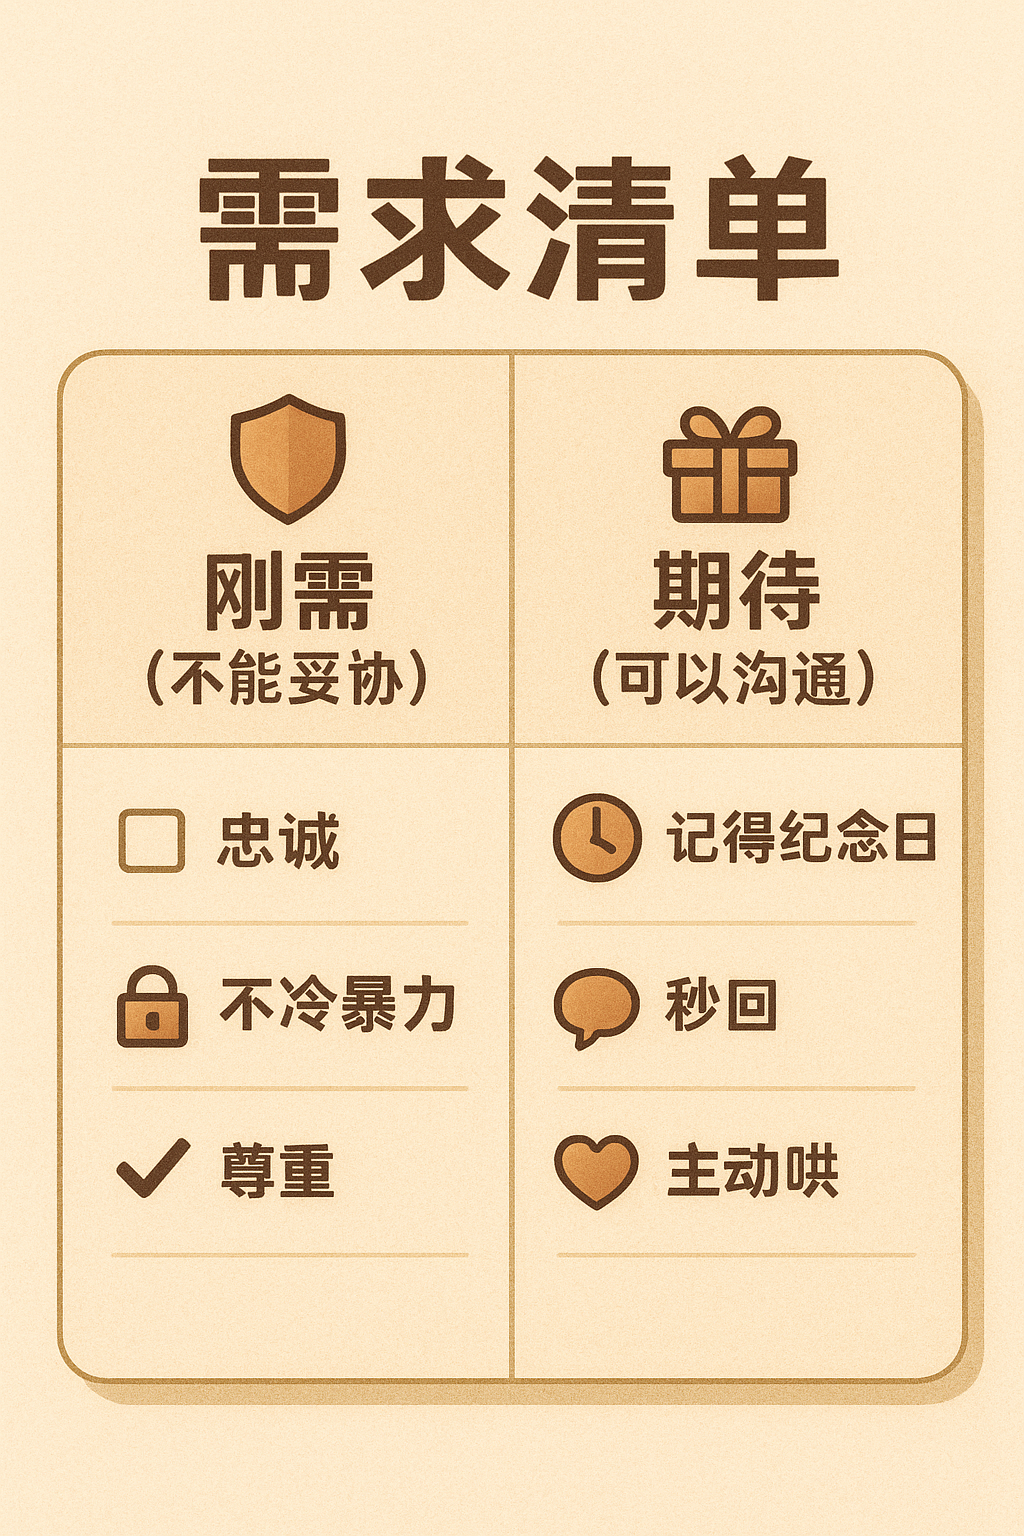 需求清单
刚需
（不能妥协）
忠诚
不冷暴力
尊重
期待
（可以沟通）
记得纪念日
秒回
主动哄